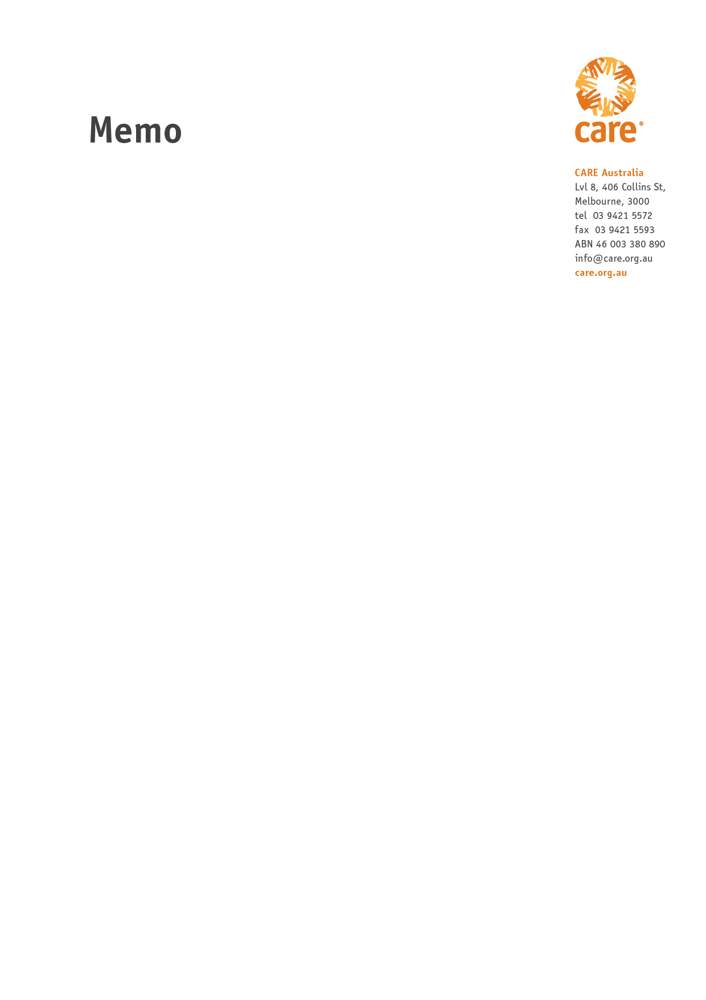 Memo
care®
CARE Australia
Lvl 8, 406 Collins St,
Melbourne, 3000
tel  03 9421 5572
fax  03 9421 5593
ABN 46 003 380 890
info@care.org.au
care.org.au